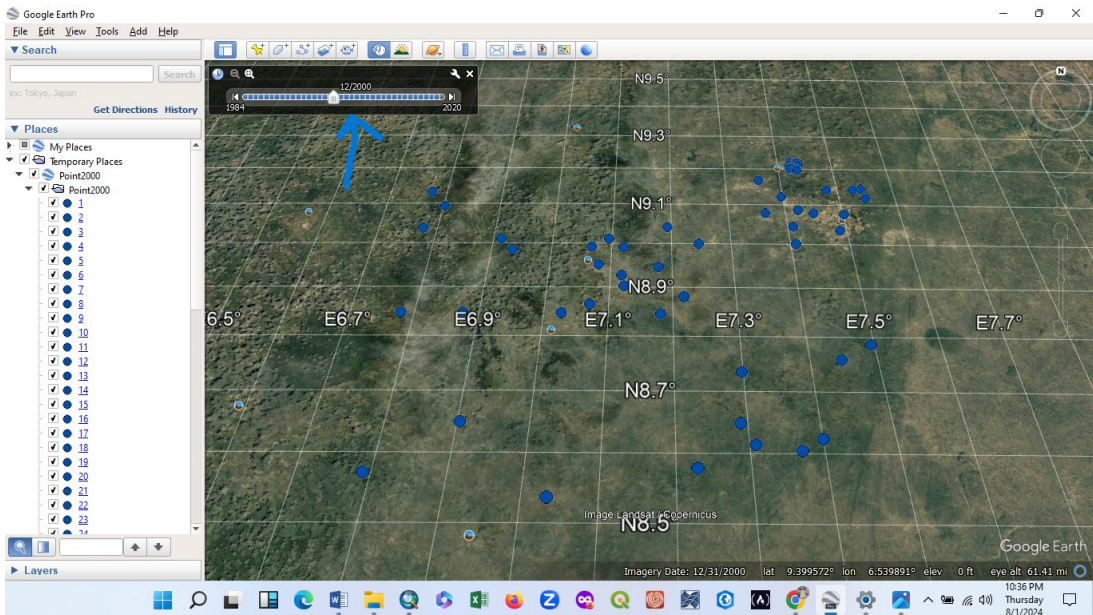 Google Earth Pro
File Edit View Tools Add Help
Search
Search
ex: Tokyo, Japan
Get Directions History
Places
My Places
Temporary Places
Point2000
Point2000
1
2
3
4
5
6
7
8
9
10
11
12
13
14
15
16
17
18
19
20
21
22
23
24
Layers
12/2000
1984 2020
N9.5°
N9.3°
N9.1°
N8.9°
6.5° E6.7° E6.9° E7.1° E7.3° E7.5° E7.7°
N8.7°
N8.5°
N
Image Landsat / Copernicus
Google Earth
Imagery Date: 12/31/2000 lat 9.399572° lon 6.539891° elev 0 ft eye alt 61.41 mi
10:36 PM
Thursday
8/1/2024